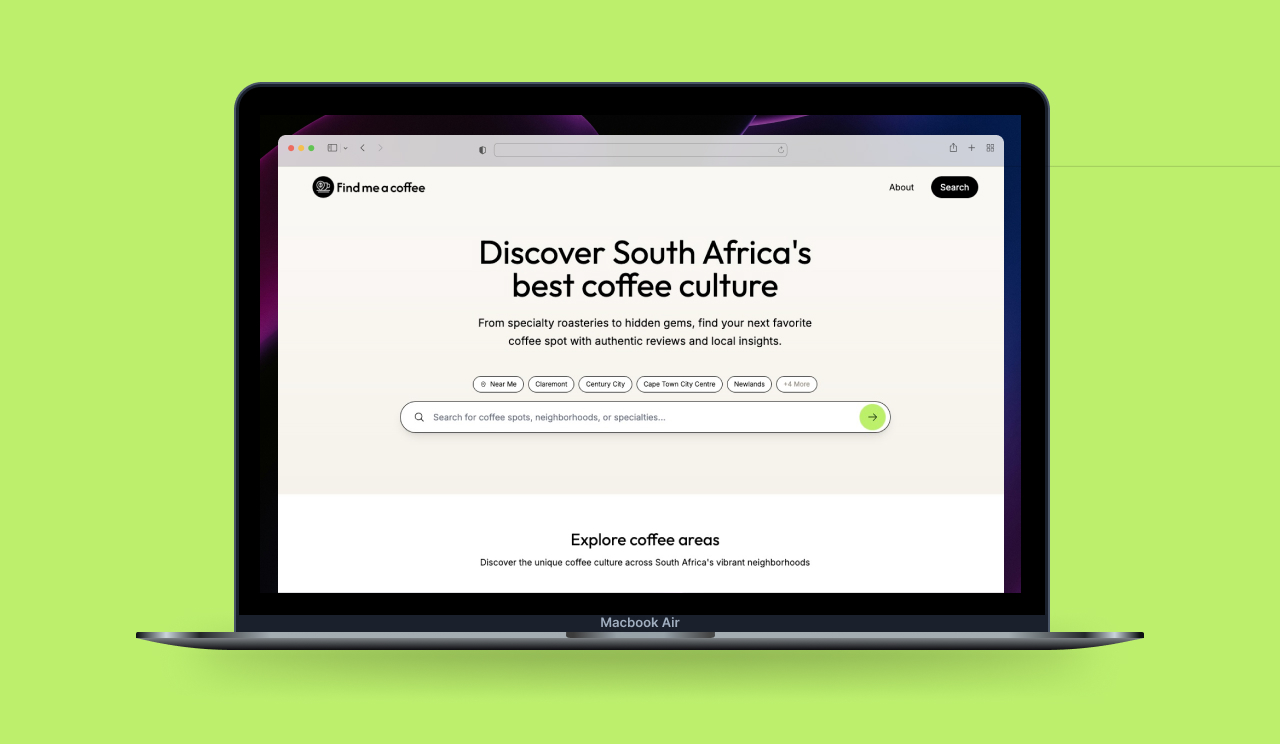 Find me a coffee
About
Search
Discover South Africa's
best coffee culture
From specialty roasteries to hidden gems, find your next favorite
coffee spot with authentic reviews and local insights.
Near Me
Claremont
Century City
Cape Town City Centre
Newlands
+4 More
Search for coffee spots, neighborhoods, or specialties...
Explore coffee areas
Discover the unique coffee culture across South Africa's vibrant neighborhoods
Macbook Air